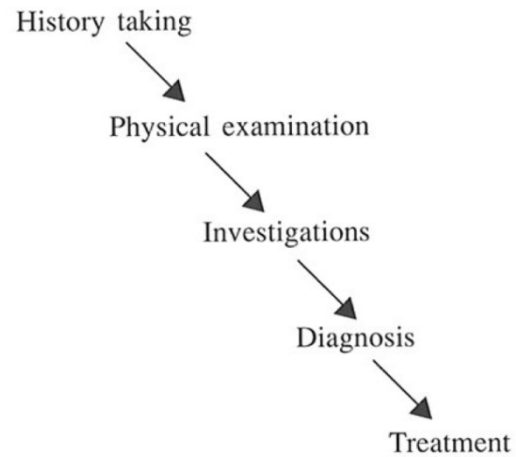 History taking
Physical examination
Investigations
Diagnosis
Treatment